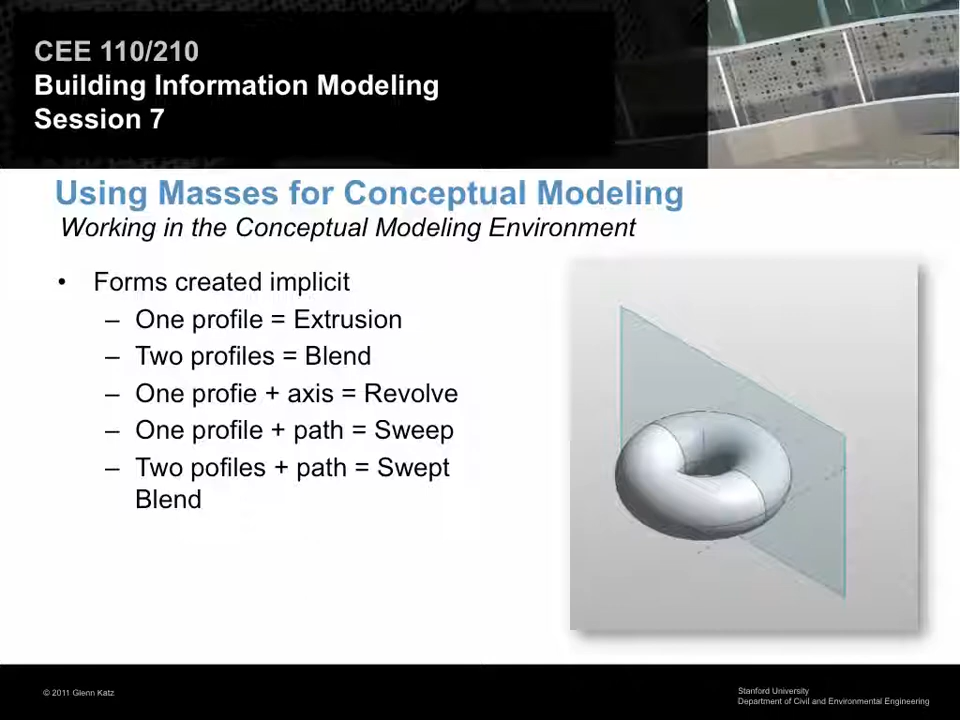 CEE 110/210
Building Information Modeling
Session 7
Using Masses for Conceptual Modeling
Working in the Conceptual Modeling Environment
• Forms created implicit
– One profile = Extrusion
– Two profiles = Blend
– One profie + axis = Revolve
– One profile + path = Sweep
– Two pofiles + path = Swept
Blend
© 2011 Glenn Katz
Stanford University
Department of Civil and Environmental Engineering